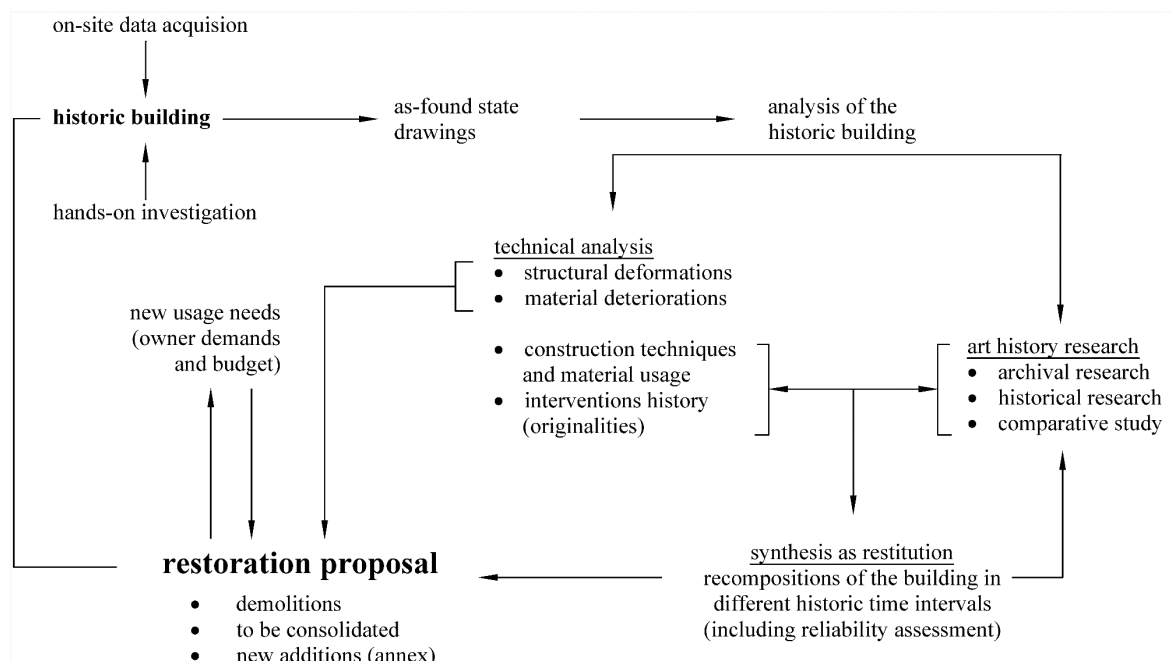 on-site data acquision
historic building
as-found state
drawings
analysis of the
historic building
hands-on investigation
technical analysis
• structural deformations
• material deteriorations
• construction techniques
and material usage
• interventions history
(originalities)
new usage needs
(owner demands
and budget)
art history research
• archival research
• historical research
• comparative study
synthesis as restitution
recompositions of the building in
different historic time intervals
(including reliability assessment)
restoration proposal
• demolitions
• to be consolidated
• new additions (annex)